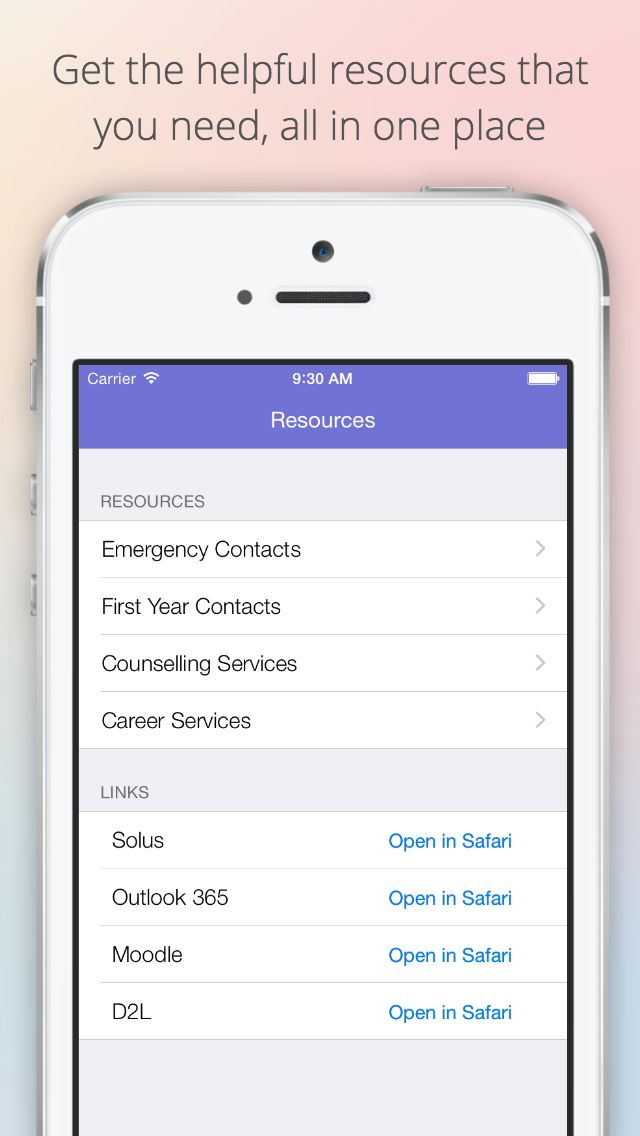 Get the helpful resources that
you need, all in one place
Carrier 9:30 AM
Resources
RESOURCES
Emergency Contacts
First Year Contacts
Counselling Services
Career Services
LINKS
Solus Open in Safari
Outlook 365 Open in Safari
Moodle Open in Safari
D2L Open in Safari